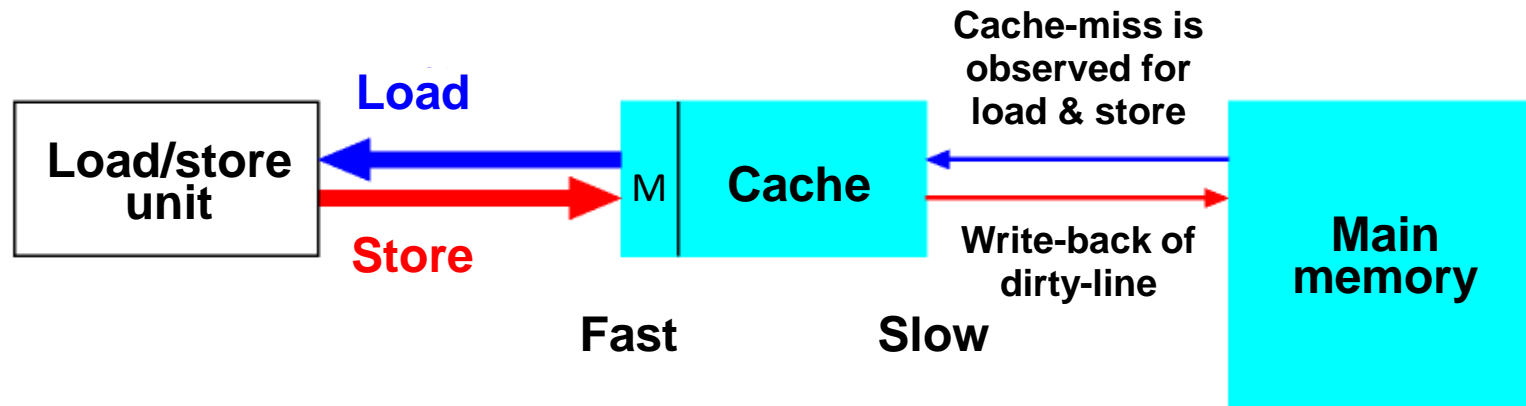 Cache-miss is
observed for
load & store
Load
Load/store
unit
M
Cache
Store
Write-back of
dirty-line
Main
memory
Fast
Slow